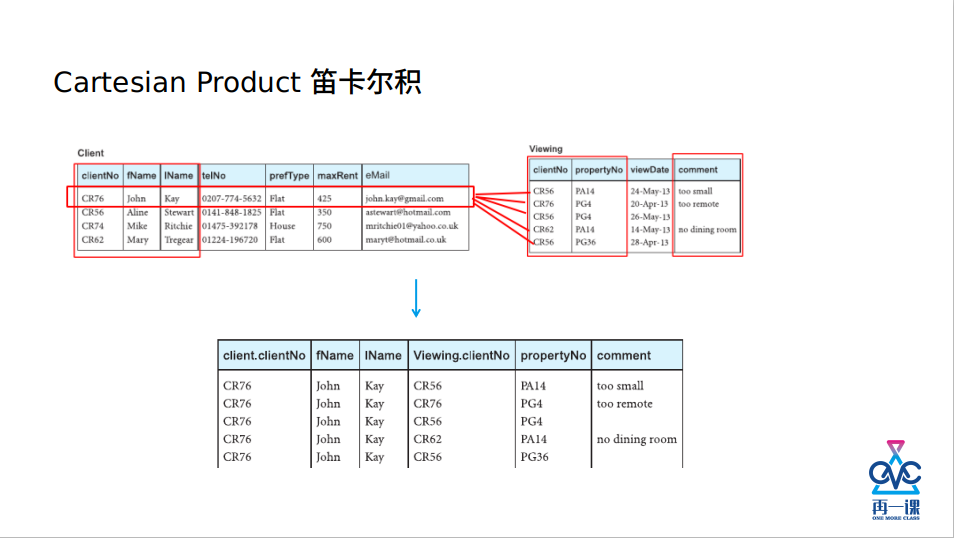 Cartesian Product 笛卡尔积
Client
clientNo fName lName telNo prefType maxRent eMail
CR76 John Kay 0207-774-5632 Flat 425 john.kay@gmail.com
CR56 Aline Stewart 0141-848-1825 Flat 350 astewart@hotmail.com
CR74 Mike Ritchie 01475-392178 House 750 mritchie01@yahoo.co.uk
CR62 Mary Tregear 01224-196720 Flat 600 maryt@hotmail.co.uk
Viewing
clientNo propertyNo viewDate comment
CR56 PA14 24-May-13 too small
CR76 PG4 20-Apr-13 too remote
CR56 PG4 26-May-13
CR62 PA14 14-May-13 no dining room
CR56 PG36 28-Apr-13
client.clientNo fName lName Viewing.clientNo propertyNo comment
CR76 John Kay CR56 PA14 too small
CR76 John Kay CR76 PG4 too remote
CR76 John Kay CR56 PG4
CR76 John Kay CR62 PA14 no dining room
CR76 John Kay CR56 PG36
再一课
ONE MORE CLASS